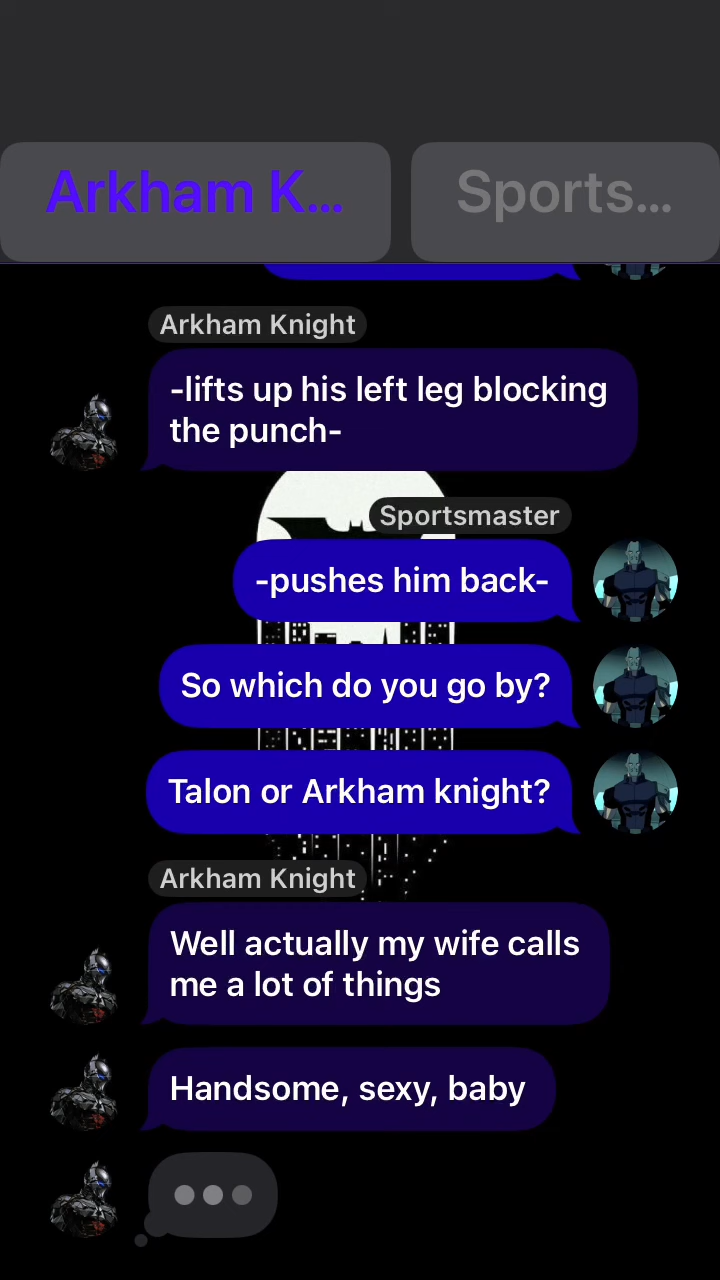 Arkham K...
Sports...
Arkham Knight
-lifts up his left leg blocking
the punch-
Sportsmaster
-pushes him back-
So which do you go by?
Talon or Arkham knight?
Arkham Knight
Well actually my wife calls
me a lot of things
Handsome, sexy, baby